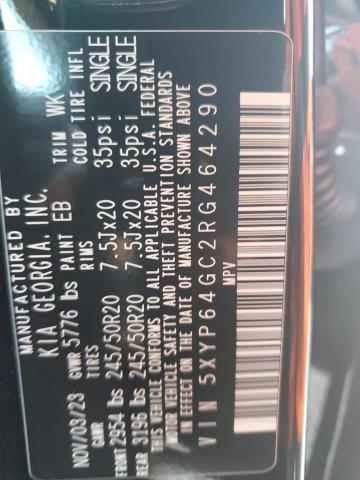 MANUFACTURED BY
KIA GEORGIA, INC.
NOV/03/23 GVWR 5776 lbs PAINT EB TRIM WK
GAWR TIRES RIMS COLD TIRE INFL
FRONT 2954 lbs 245/50R20 7.5Jx20 35psi SINGLE
REAR 3196 lbs 245/50R20 7.5Jx20 35psi SINGLE
THIS VEHICLE CONFORMS TO ALL APPLICABLE U.S.A. FEDERAL
MOTOR VEHICLE SAFETY AND THEFT PREVENTION STANDARDS
IN EFFECT ON THE DATE OF MANUFACTURE SHOWN ABOVE
VIN 5XYP64GC2RG464290
MPV